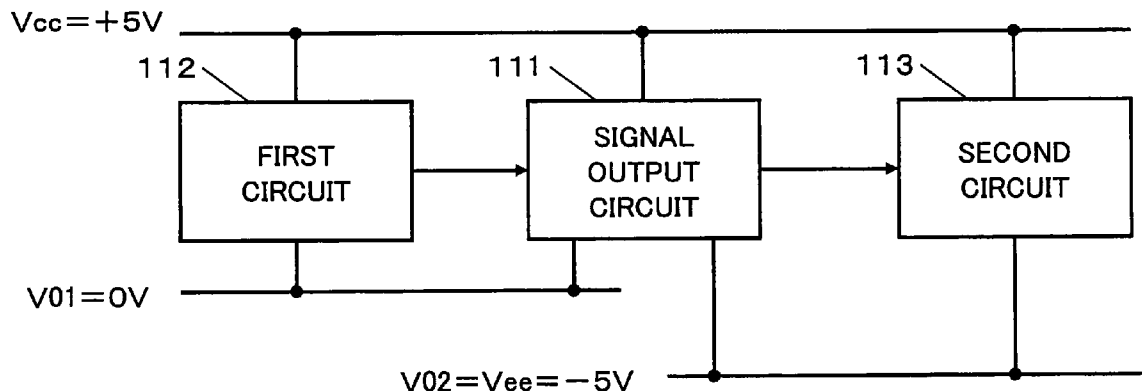 Vcc=+5V
112
111
113
FIRST
CIRCUIT
SIGNAL
OUTPUT
CIRCUIT
SECOND
CIRCUIT
V01=0V
V02=Vee=-5V